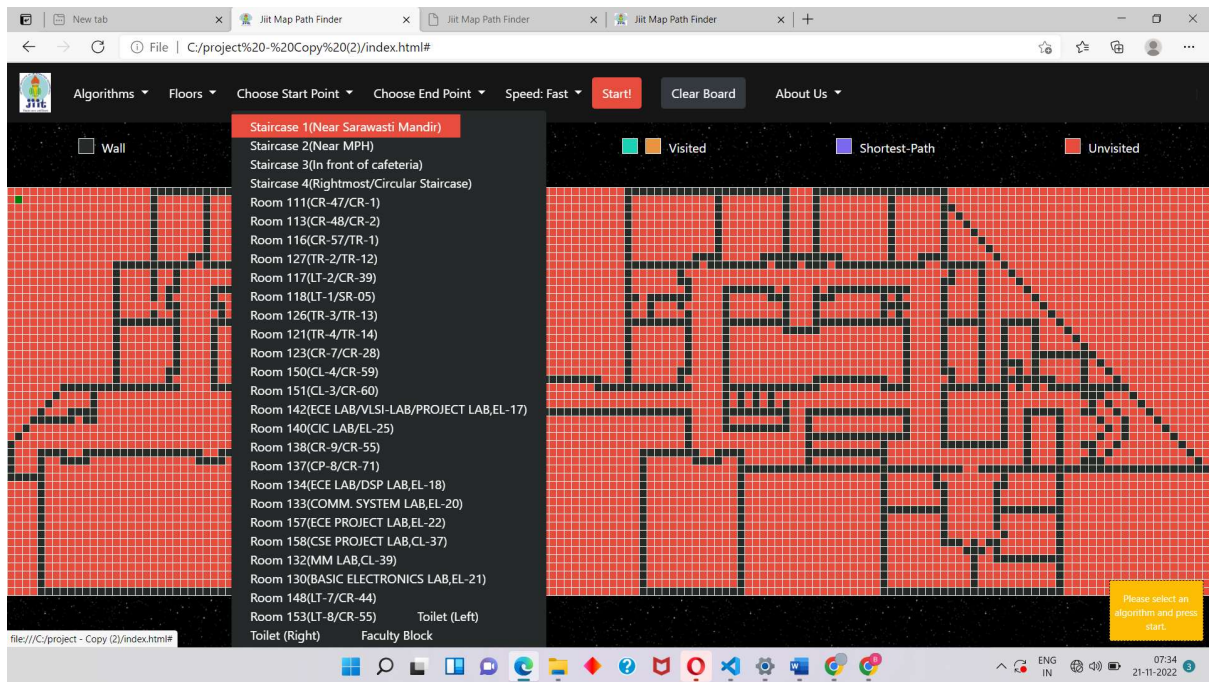 New tab
Jiit Map Path Finder
Jiit Map Path Finder
Jiit Map Path Finder
File | C:/project%20-%20Copy%20(2)/index.html#
Jiit
Algorithms
Floors
Choose Start Point
Choose End Point
Speed: Fast
Start!
Clear Board
About Us
Wall
Visited
Shortest-Path
Unvisited
Staircase 1(Near Sarawasti Mandir)
Staircase 2(Near MPH)
Staircase 3(In front of cafeteria)
Staircase 4(Rightmost/Circular Staircase)
Room 111(CR-47/CR-1)
Room 113(CR-48/CR-2)
Room 116(CR-57/TR-1)
Room 127(TR-2/TR-12)
Room 117(LT-2/CR-39)
Room 118(LT-1/SR-05)
Room 126(TR-3/TR-13)
Room 121(TR-4/TR-14)
Room 123(CR-7/CR-28)
Room 150(CL-4/CR-59)
Room 151(CL-3/CR-60)
Room 142(ECE LAB/VLSI-LAB/PROJECT LAB,EL-17)
Room 140(CIC LAB/EL-25)
Room 138(CR-9/CR-55)
Room 137(CP-8/CR-71)
Room 134(ECE LAB/DSP LAB,EL-18)
Room 133(COMM. SYSTEM LAB,EL-20)
Room 157(ECE PROJECT LAB,EL-22)
Room 158(CSE PROJECT LAB,CL-37)
Room 132(MM LAB,CL-39)
Room 130(BASIC ELECTRONICS LAB,EL-21)
Room 148(LT-7/CR-44)
Room 153(LT-8/CR-55) Toilet (Left)
Toilet (Right) Faculty Block
Please select an
algorithm and press
start.
file:///C:/project - Copy (2)/index.html#
ENG
IN
07:34
21-11-2022
3